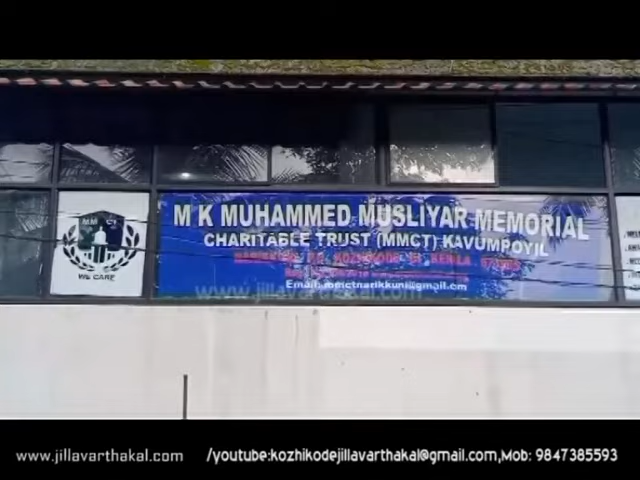 M K MUHAMMED MUSLIYAR MEMORIAL
CHARITABLE TRUST (MMCT) KAVUMPOYIL
Email: mmctnarikkuni@gmail.com
MMCT
WE CARE
www.jillavarthakal.com
www.jillavarthakal.com
/youtube:kozhikodejillavarthakal@gmail.com,Mob: 9847385593